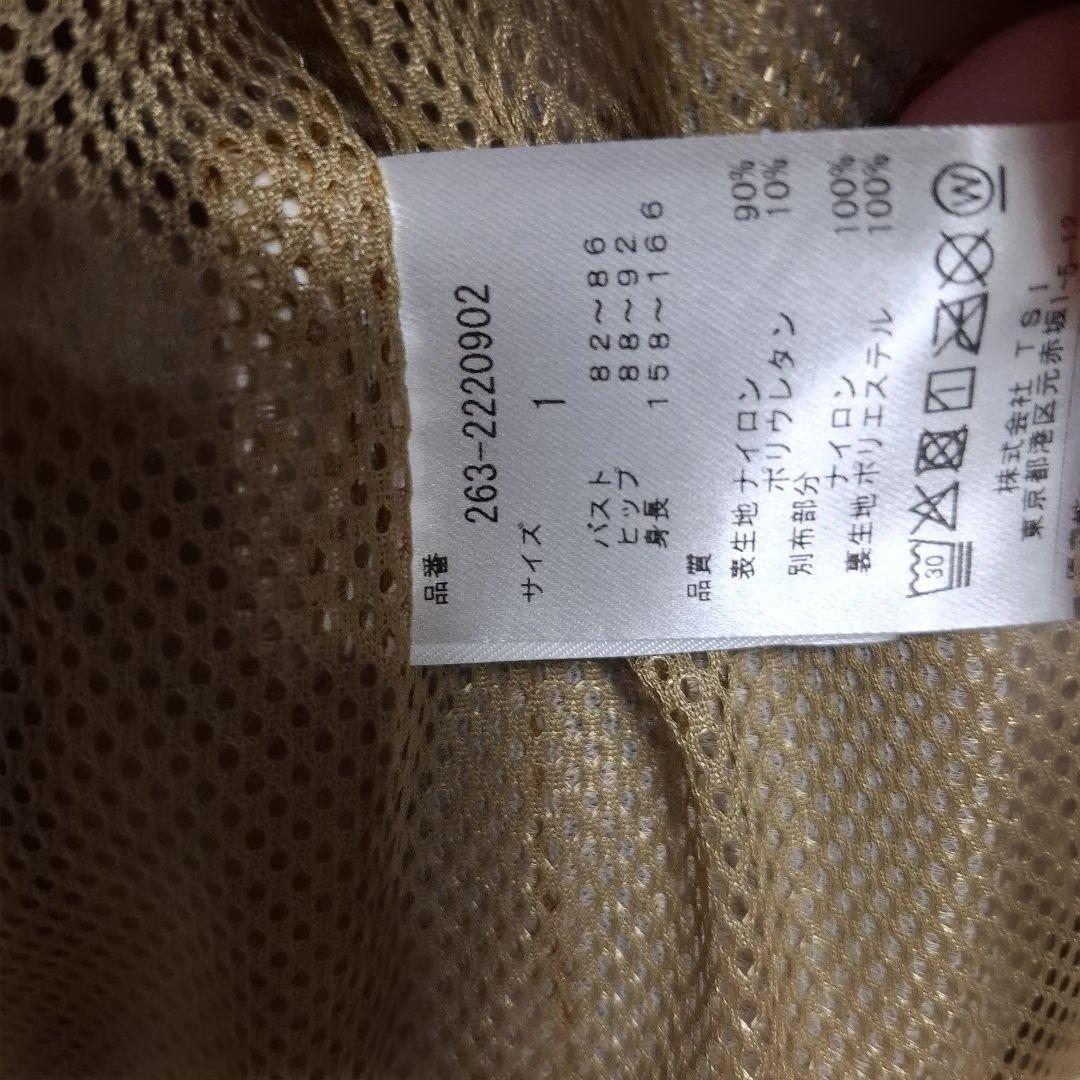 品番
263-2220902
サイズ 1
バスト 82～86
ヒップ 88～92
身長 158～166
品質
表生地 ナイロン 90%
ポリウレタン 10%
別布部分
ナイロン 100%
裏生地 ポリエステル 100%
30
W
株式会社 TSI
東京都港区元赤坂1-5-12